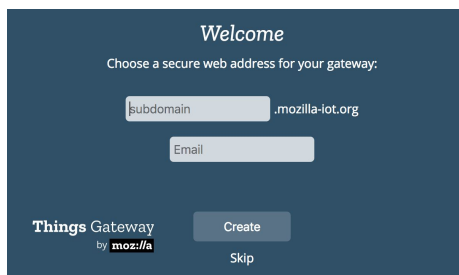 Welcome
Choose a secure web address for your gateway:
subdomain .mozilla-iot.org
Email
Things Gateway
by moz://a
Create
Skip